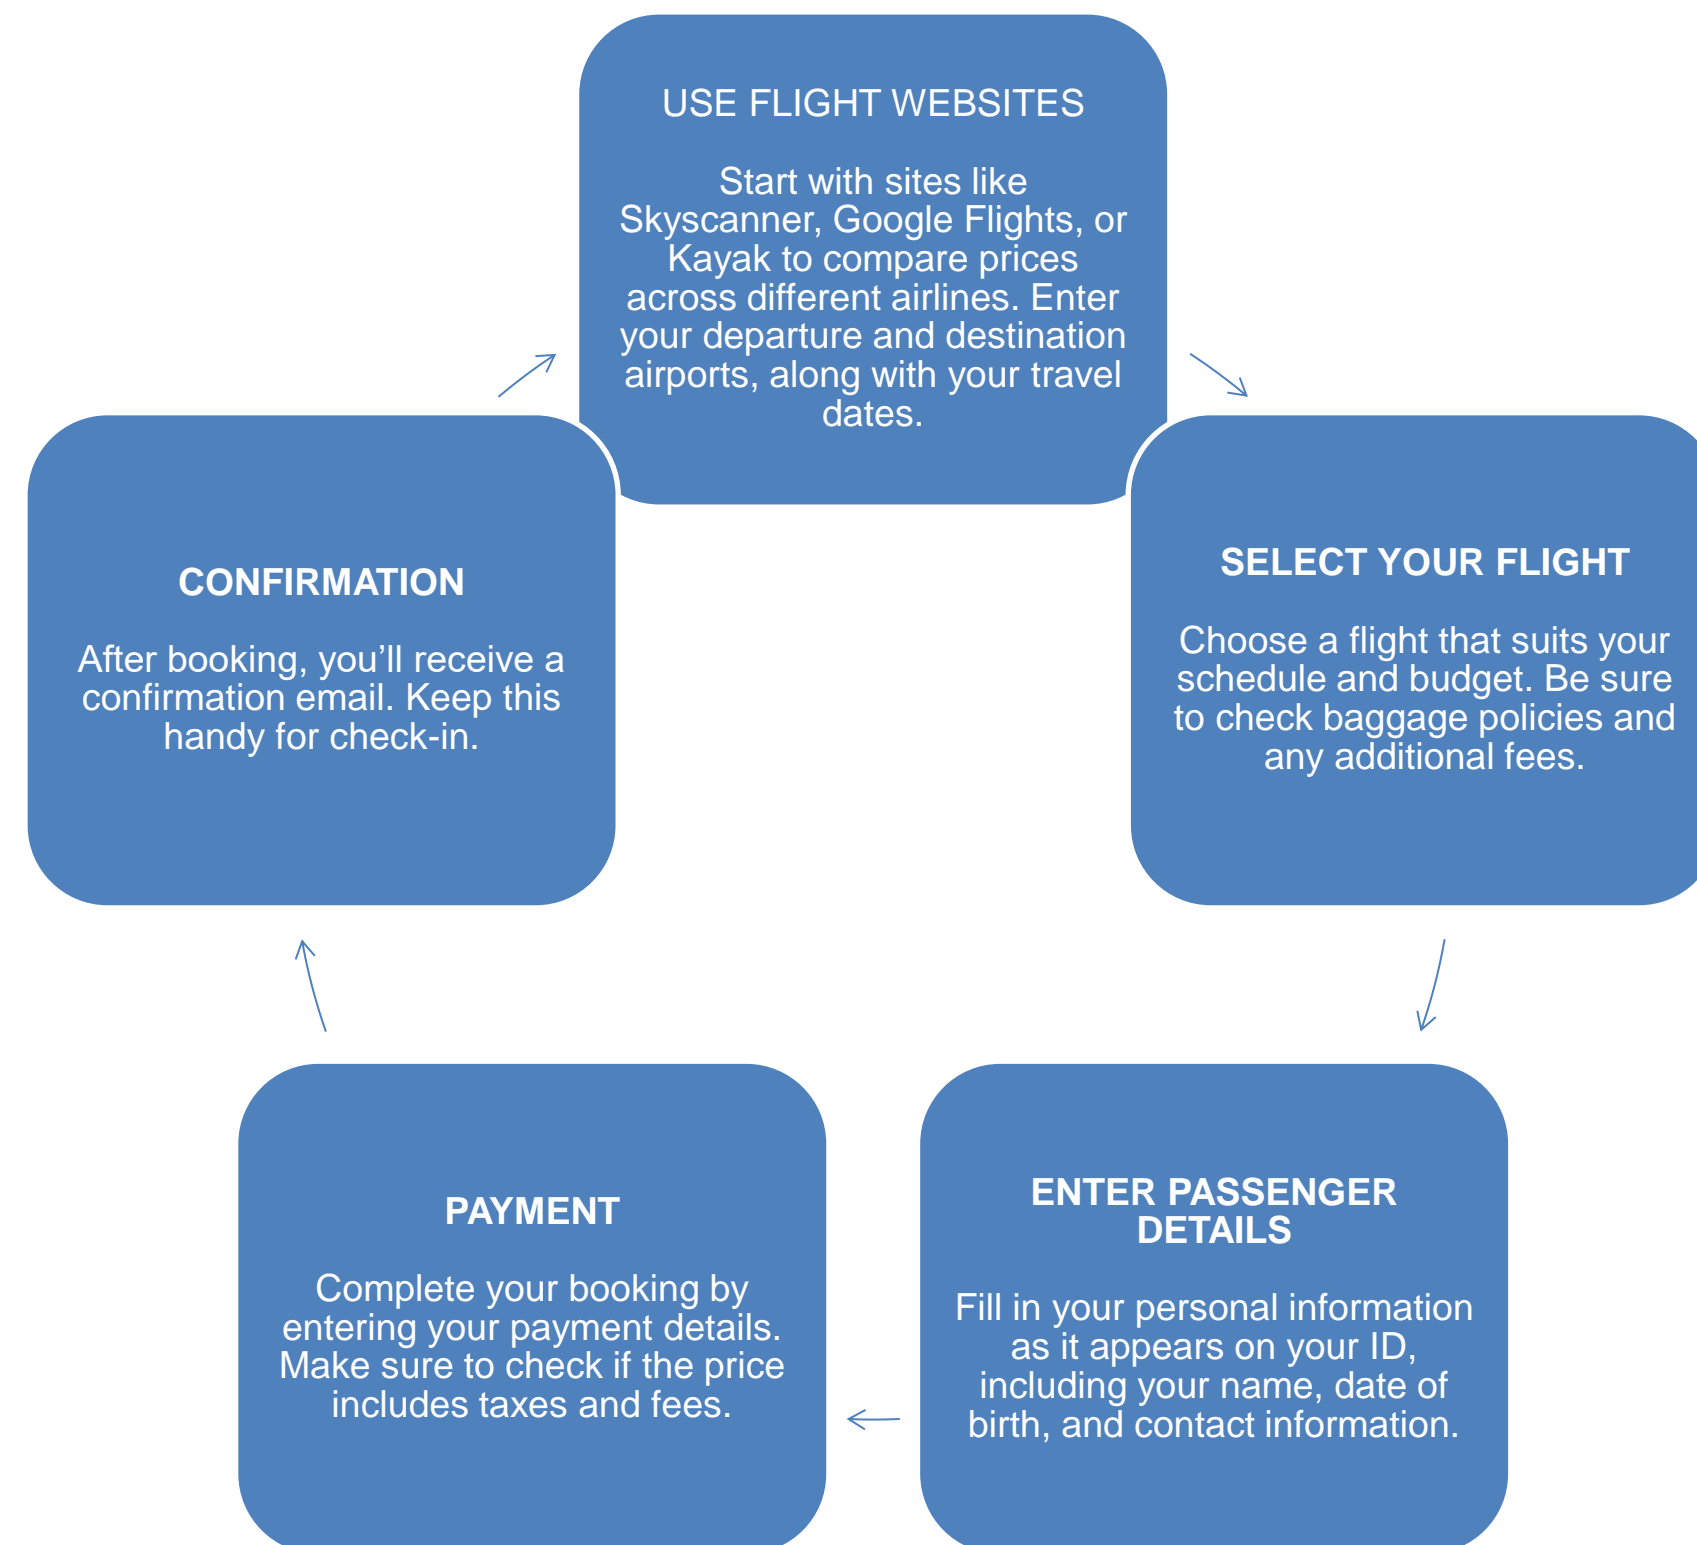 USE FLIGHT WEBSITES
Start with sites like
Skyscanner, Google Flights, or
Kayak to compare prices
across different airlines. Enter
your departure and destination
airports, along with your travel
dates.
SELECT YOUR FLIGHT
Choose a flight that suits your
schedule and budget. Be sure
to check baggage policies and
any additional fees.
ENTER PASSENGER
DETAILS
Fill in your personal information
as it appears on your ID,
including your name, date of
birth, and contact information.
PAYMENT
Complete your booking by
entering your payment details.
Make sure to check if the price
includes taxes and fees.
CONFIRMATION
After booking, you’ll receive a
confirmation email. Keep this
handy for check-in.